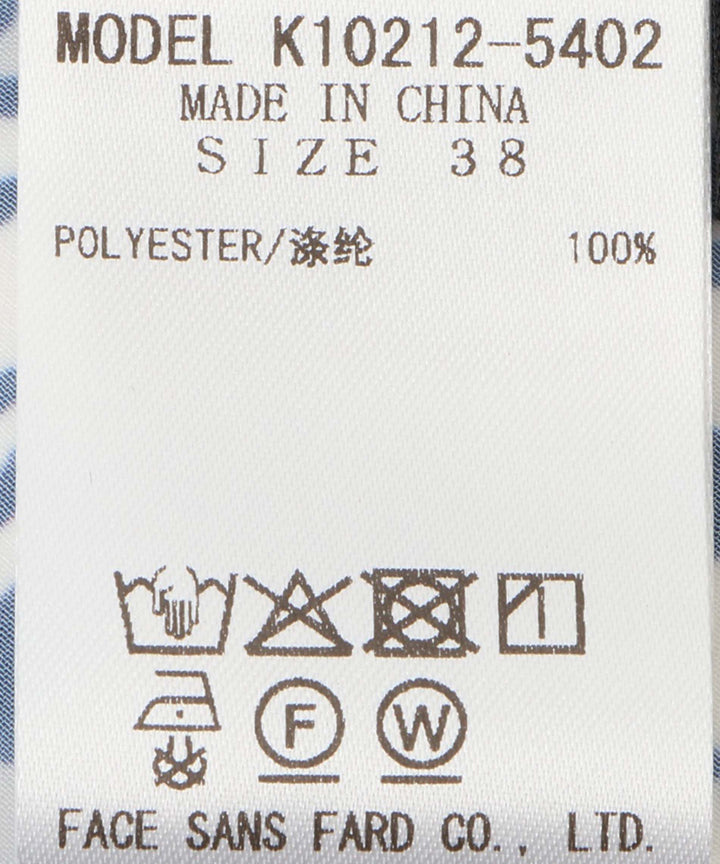 MODEL K10212-5402
MADE IN CHINA
SIZE 38
POLYESTER/涤纶 100%
F W
FACE SANS FARD CO., LTD.